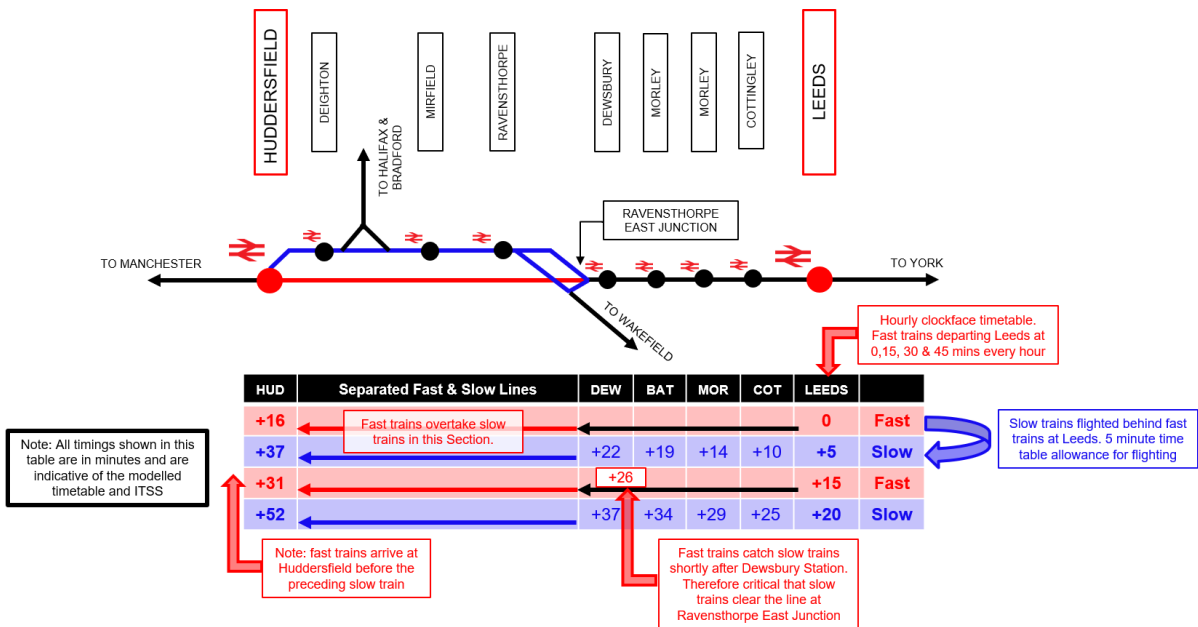 HUDDERSFIELD
DEIGHTON
MIRFIELD
RAVENSTHORPE
DEWSBURY
MORLEY
MORLEY
COTTINGLEY
LEEDS
TO HALIFAX &
BRADFORD
RAVENSTHORPE
EAST JUNCTION
TO MANCHESTER
TO YORK
TO WAKEFIELD
Hourly clockface timetable.
Fast trains departing Leeds at
0,15, 30 & 45 mins every hour
HUD Separated Fast & Slow Lines DEW BAT MOR COT LEEDS
+16 Fast trains overtake slow
trains in this Section. 0 Fast
+37 +22 +19 +14 +10 +5 Slow
+31 +26 +15 Fast
+52 +37 +34 +29 +25 +20 Slow
Note: All timings shown in this
table are in minutes and are
indicative of the modelled
timetable and ITSS
Slow trains flighted behind fast
trains at Leeds. 5 minute time
table allowance for flighting
Note: fast trains arrive at
Huddersfield before the
preceding slow train
Fast trains catch slow trains
shortly after Dewsbury Station.
Therefore critical that slow
trains clear the line at
Ravensthorpe East Junction